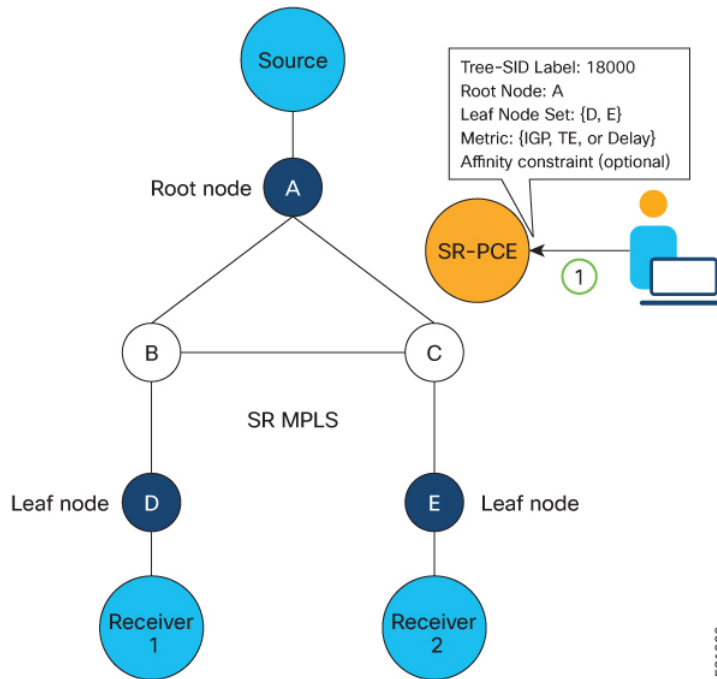 Source
Tree-SID Label: 18000
Root Node: A
Leaf Node Set: {D, E}
Metric: {IGP, TE, or Delay}
Affinity constraint (optional)
Root node
A
SR-PCE
1
B
C
SR MPLS
Leaf node
D
E
Leaf node
Receiver
1
Receiver
2